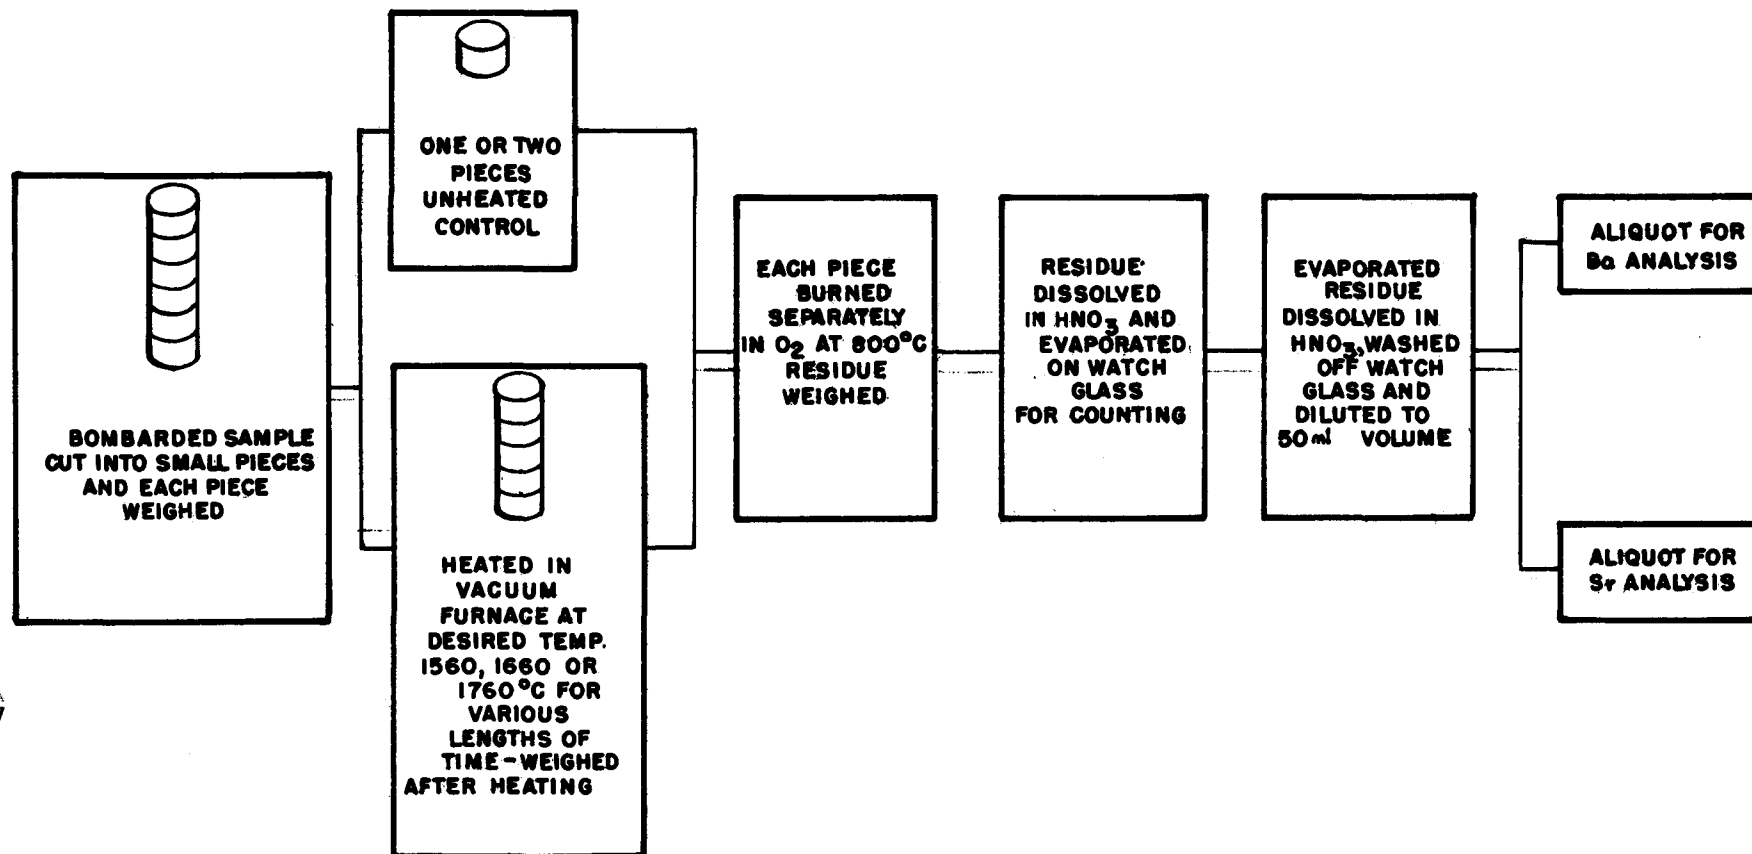 BOMBARDED SAMPLE
CUT INTO SMALL PIECES
AND EACH PIECE
WEIGHED
ONE OR TWO
PIECES
UNHEATED
CONTROL
HEATED IN
VACUUM
FURNACE AT
DESIRED TEMP.
1560, 1660 OR
1760°C FOR
VARIOUS
LENGTHS OF
TIME-WEIGHED
AFTER HEATING
EACH PIECE
BURNED
SEPARATELY
IN O₂ AT 800°C
RESIDUE
WEIGHED
RESIDUE
DISSOLVED
IN HNO₃ AND
EVAPORATED
ON WATCH
GLASS
FOR COUNTING
EVAPORATED
RESIDUE
DISSOLVED IN
HNO₃, WASHED
OFF WATCH
GLASS AND
DILUTED TO
50 ml VOLUME
ALIQUOT FOR
Ba ANALYSIS
ALIQUOT FOR
Sr ANALYSIS